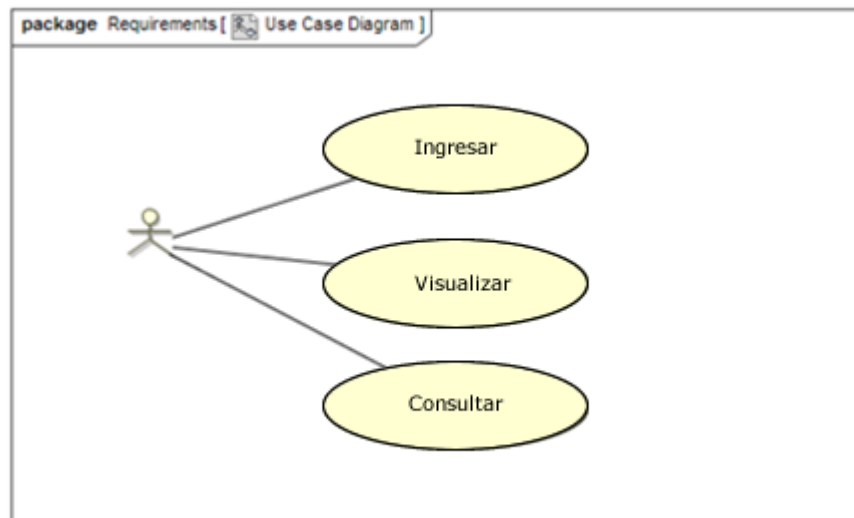 package Requirements [ Use Case Diagram ]
Ingresar
Visualizar
Consultar